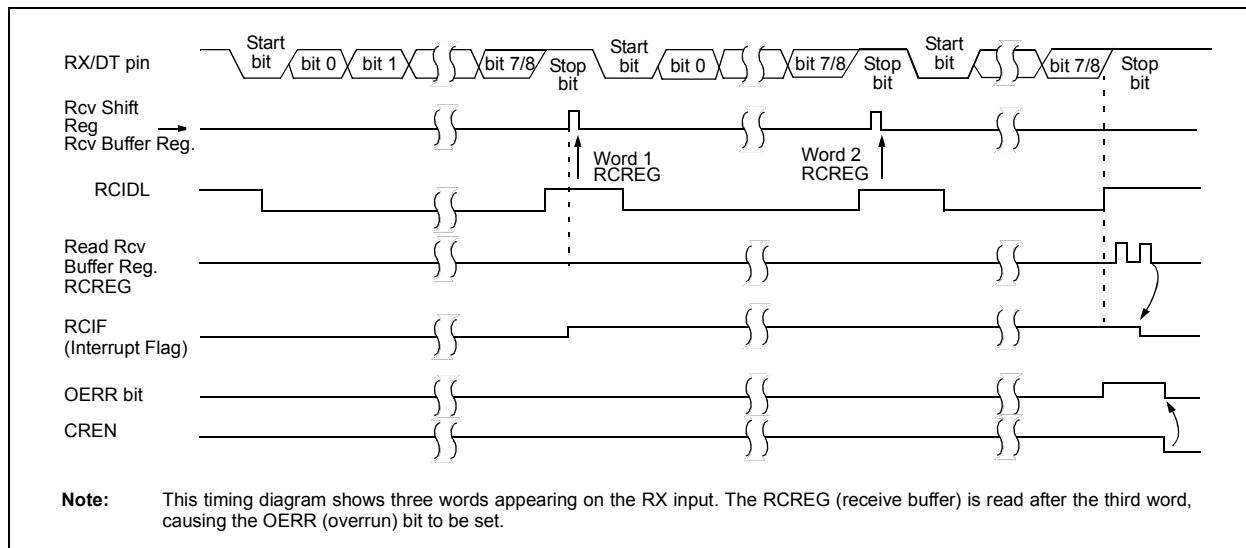 RX/DT pin
Start
bit
bit 0
bit 1
bit 7/8
Stop
bit
Start
bit
bit 0
bit 7/8
Stop
bit
Start
bit
bit 7/8
Stop
bit
Rcv Shift
Reg
Rcv Buffer Reg.
Word 1
RCREG
Word 2
RCREG
RCIDL
Read Rcv
Buffer Reg.
RCREG
RCIF
(Interrupt Flag)
OERR bit
CREN
Note: This timing diagram shows three words appearing on the RX input. The RCREG (receive buffer) is read after the third word,
causing the OERR (overrun) bit to be set.